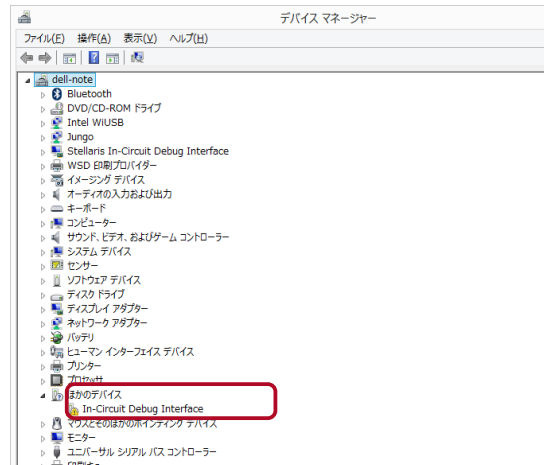 デバイス マネージャー
ファイル(F) 操作(A) 表示(V) ヘルプ(H)
dell-note
Bluetooth
DVD/CD-ROM ドライブ
Intel WiUSB
Jungo
Stellaris In-Circuit Debug Interface
WSD 印刷プロバイダー
イメージング デバイス
オーディオの入力および出力
キーボード
コンピューター
サウンド、ビデオ、およびゲーム コントローラー
システム デバイス
センサー
ソフトウェア デバイス
ディスク ドライブ
ディスプレイ アダプター
ネットワーク アダプター
バッテリ
ヒューマン インターフェイス デバイス
プリンター
プロセッサ
ほかのデバイス
In-Circuit Debug Interface
マウスとそのほかのポインティング デバイス
モニター
ユニバーサル シリアル バス コントローラー